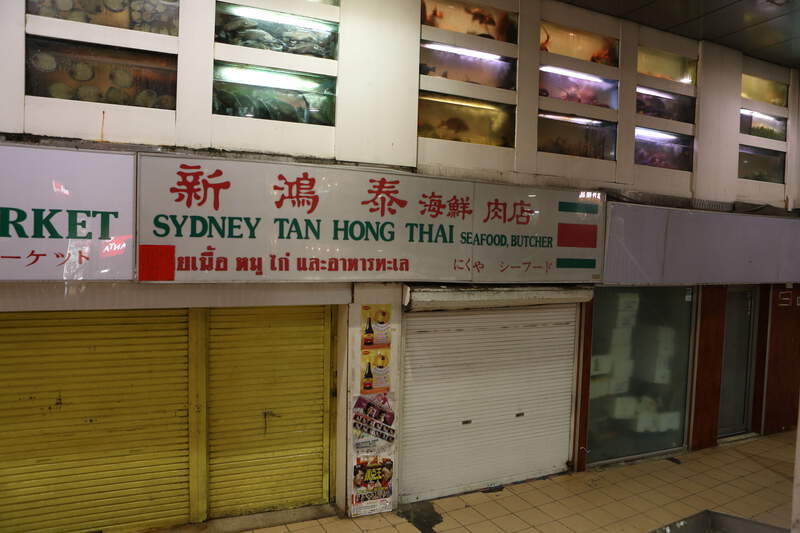 RKET
ーケット
新鴻泰海鮮肉店
SYDNEY TAN HONG THAI SEAFOOD, BUTCHER
ยเนื้อ หมู ไก่ และอาหารทะเล
にくや シーフード